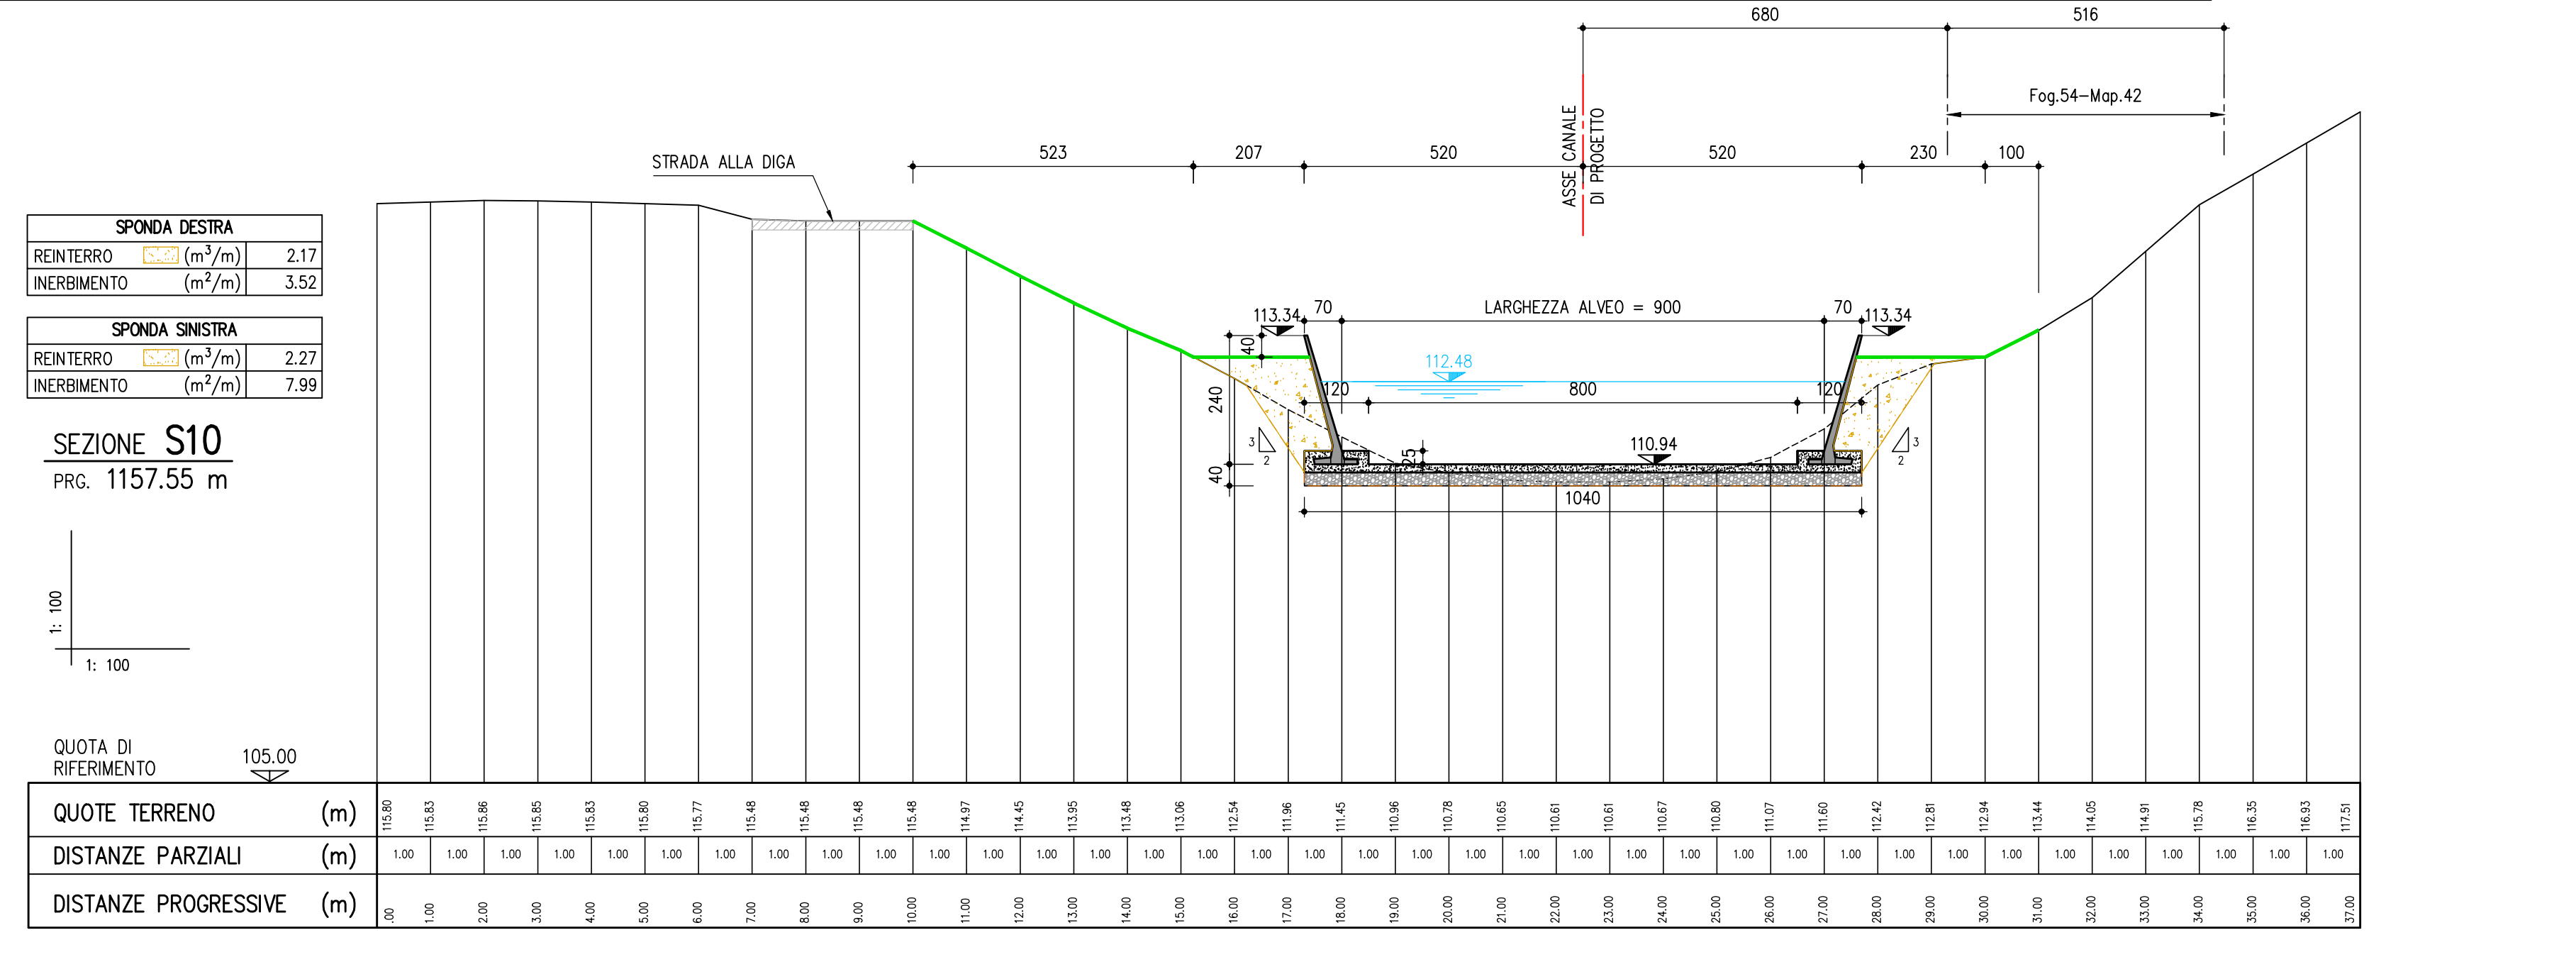 680 516
Fog.54-Map.42
ASSE CANALE
DI PROGETTO
523 207 520 520 230 100
STRADA ALLA DIGA
SPONDA DESTRA
REINTERRO (m³/m) 2.17
INERBIMENTO (m²/m) 3.52
SPONDA SINISTRA
REINTERRO (m³/m) 2.27
INERBIMENTO (m²/m) 7.99
SEZIONE S10
PRG. 1157.55 m
1: 100
1: 100
113.34 70 LARGHEZZA ALVEO = 900 70 113.34
40
112.48
240 120 800 120
3
2
25
110.94
3
2
40
1040
QUOTA DI
RIFERIMENTO
105.00
QUOTE TERRENO (m) 115.80 115.83 115.86 115.85 115.83 115.80 115.77 115.48 115.48 115.48 115.48 114.97 114.45 113.95 113.48 113.06 112.54 111.96 111.45 110.96 110.78 110.65 110.61 110.61 110.67 110.80 111.07 111.60 112.42 112.81 112.94 113.44 114.05 114.91 115.78 116.35 116.93 117.51
DISTANZE PARZIALI (m) 1.00 1.00 1.00 1.00 1.00 1.00 1.00 1.00 1.00 1.00 1.00 1.00 1.00 1.00 1.00 1.00 1.00 1.00 1.00 1.00 1.00 1.00 1.00 1.00 1.00 1.00 1.00 1.00 1.00 1.00 1.00 1.00 1.00 1.00 1.00 1.00 1.00
DISTANZE PROGRESSIVE (m) .00 1.00 2.00 3.00 4.00 5.00 6.00 7.00 8.00 9.00 10.00 11.00 12.00 13.00 14.00 15.00 16.00 17.00 18.00 19.00 20.00 21.00 22.00 23.00 24.00 25.00 26.00 27.00 28.00 29.00 30.00 31.00 32.00 33.00 34.00 35.00 36.00 37.00